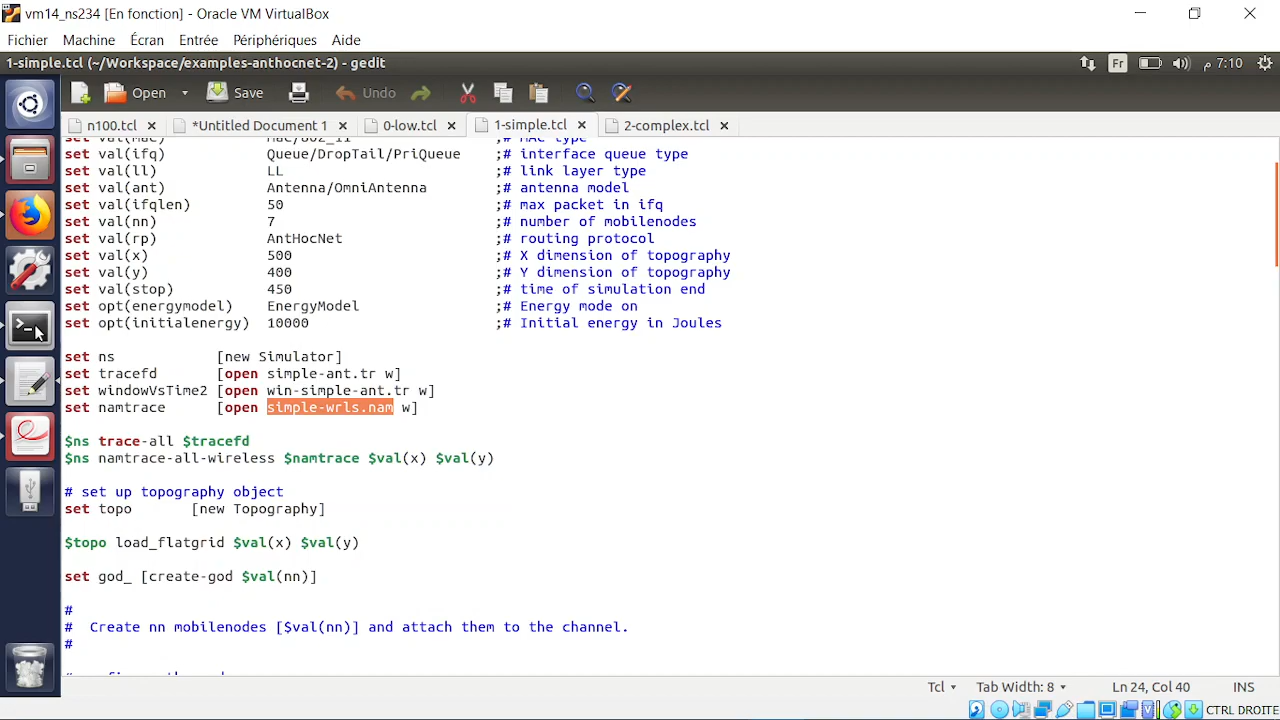 vm14_ns234 [En fonction] - Oracle VM VirtualBox
Fichier Machine Écran Entrée Périphériques Aide
1-simple.tcl (~/Workspace/examples-anthocnet-2) - gedit Fr 7:10 م
Open Save Undo
n100.tcl *Untitled Document 1 0-low.tcl 1-simple.tcl 2-complex.tcl
set val(mac) Mac/802_11 ;# MAC type
set val(ifq) Queue/DropTail/PriQueue ;# interface queue type
set val(ll) LL ;# link layer type
set val(ant) Antenna/OmniAntenna ;# antenna model
set val(ifqlen) 50 ;# max packet in ifq
set val(nn) 7 ;# number of mobilenodes
set val(rp) AntHocNet ;# routing protocol
set val(x) 500 ;# X dimension of topography
set val(y) 400 ;# Y dimension of topography
set val(stop) 450 ;# time of simulation end
set opt(energymodel) EnergyModel ;# Energy mode on
set opt(initialenergy) 10000 ;# Initial energy in Joules
set ns [new Simulator]
set tracefd [open simple-ant.tr w]
set windowVsTime2 [open win-simple-ant.tr w]
set namtrace [open simple-wrls.nam w]
$ns trace-all $tracefd
$ns namtrace-all-wireless $namtrace $val(x) $val(y)
# set up topography object
set topo [new Topography]
$topo load_flatgrid $val(x) $val(y)
set god_ [create-god $val(nn)]
#
# Create nn mobilenodes [$val(nn)] and attach them to the channel.
#
Tcl Tab Width: 8 Ln 24, Col 40 INS
CTRL DROITE